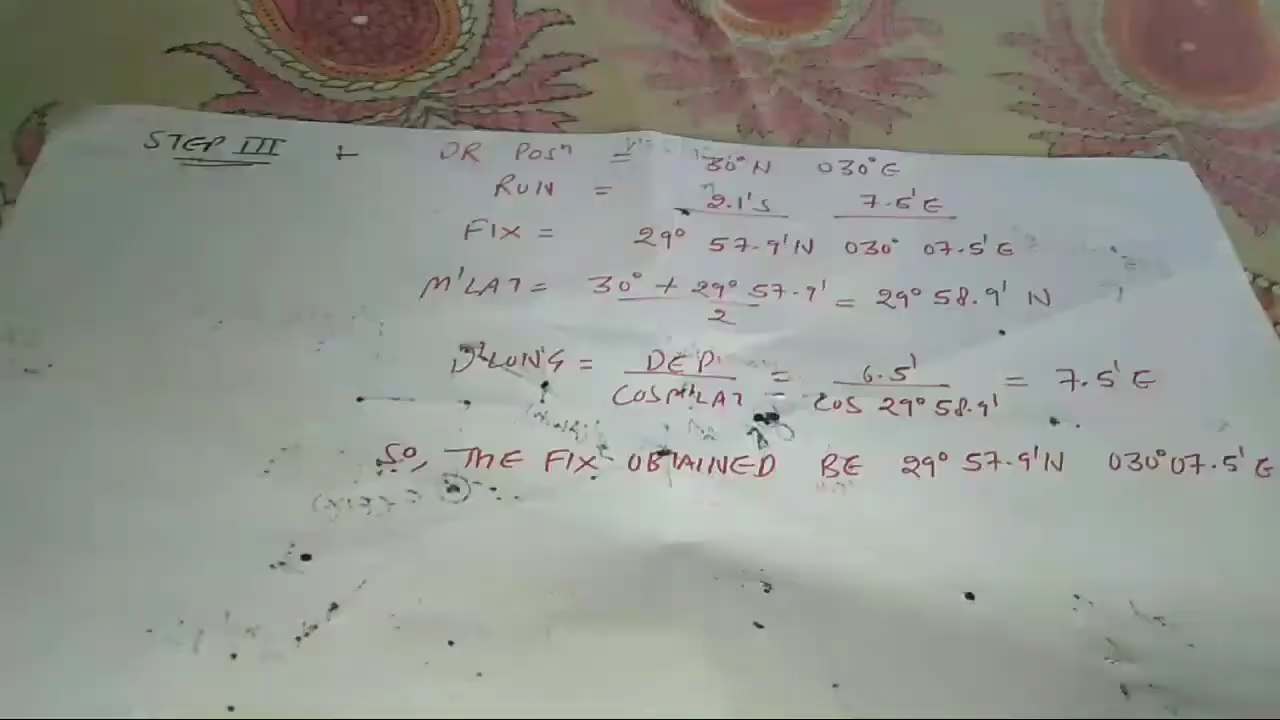 STEP III
DR POSⁿ = 30°N 030°E
RUN = 2.1'S 7.5'E
FIX = 29° 57.9'N 030° 07.5'E
M'LAT = 30° + 29° 57.9' / 2 = 29° 58.9' N
D'LONG = DEP / COS M'LAT = 6.5' / COS 29° 58.9' = 7.5'E
SO, THE FIX OBTAINED BE 29° 57.9'N 030° 07.5'E